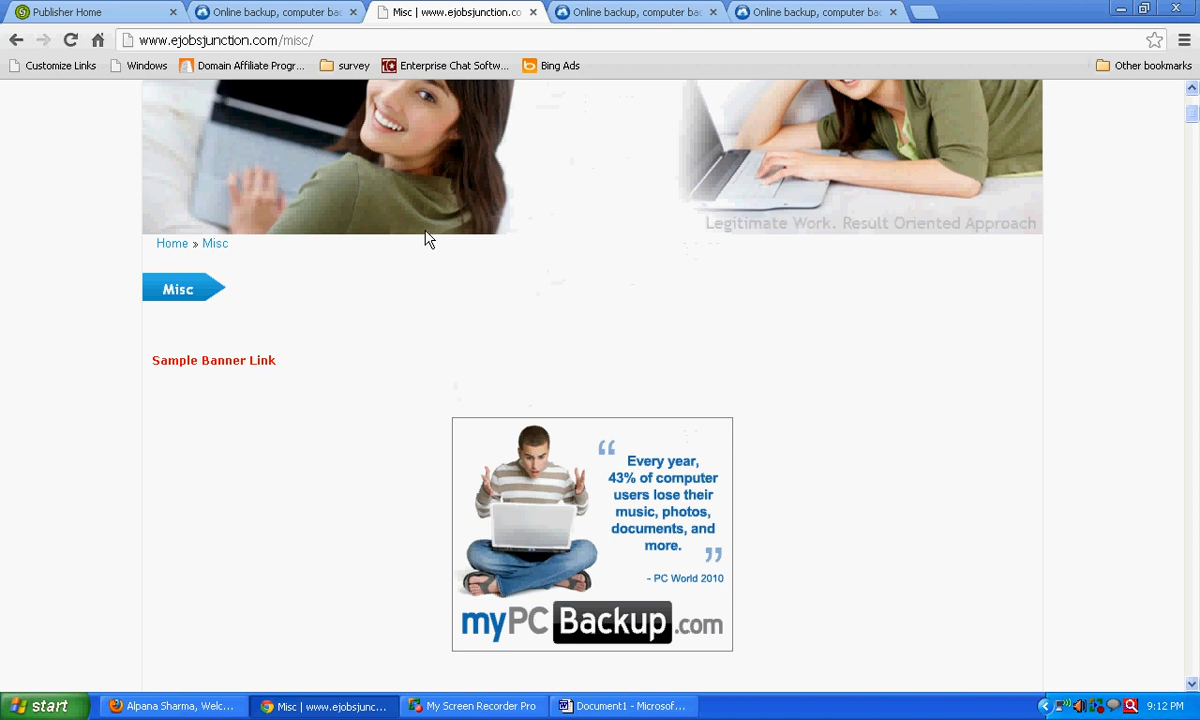 Publisher Home
Online backup, computer bac
Misc | www.ejobsjunction.co
Online backup, computer bac
Online backup, computer bac
www.ejobsjunction.com/misc/
Customize Links
Windows
Domain Affiliate Progr...
survey
Enterprise Chat Softw...
Bing Ads
Other bookmarks
Legitimate Work. Result Oriented Approach
Home » Misc
Misc
Sample Banner Link
“ Every year,
43% of computer
users lose their
music, photos,
documents, and
more. ”
- PC World 2010
myPCBackup.com
start
Alpana Sharma, Welc...
Misc | www.ejobsjunc...
My Screen Recorder Pro
Document1 - Microsof...
9:12 PM